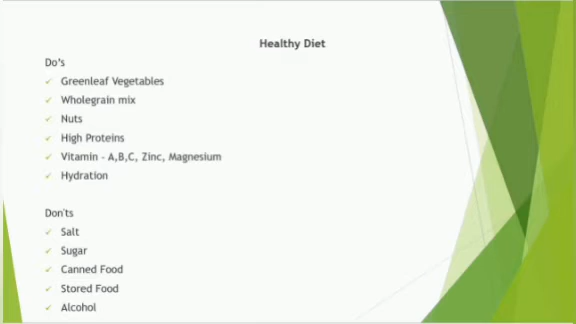 Healthy Diet
Do's
✓ Greenleaf Vegetables
✓ Wholegrain mix
✓ Nuts
✓ High Proteins
✓ Vitamin - A,B,C, Zinc, Magnesium
✓ Hydration
Don'ts
✓ Salt
✓ Sugar
✓ Canned Food
✓ Stored Food
✓ Alcohol